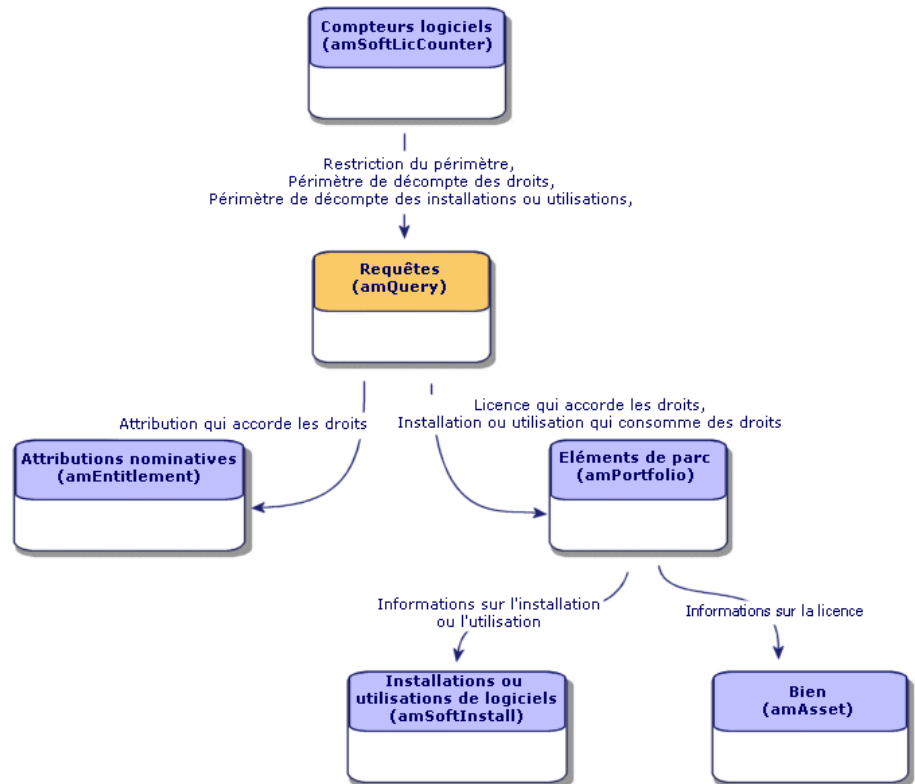 Compteurs logiciels
(amSoftLicCounter)
Restriction du périmètre,
Périmètre de décompte des droits,
Périmètre de décompte des installations ou utilisations,
Requêtes
(amQuery)
Attribution qui accorde les droits
Licence qui accorde les droits,
Installation ou utilisation qui consomme des droits
Attributions nominatives
(amEntitlement)
Eléments de parc
(amPortfolio)
Informations sur l'installation
ou l'utilisation
Informations sur la licence
Installations ou
utilisations de logiciels
(amSoftInstall)
Bien
(amAsset)